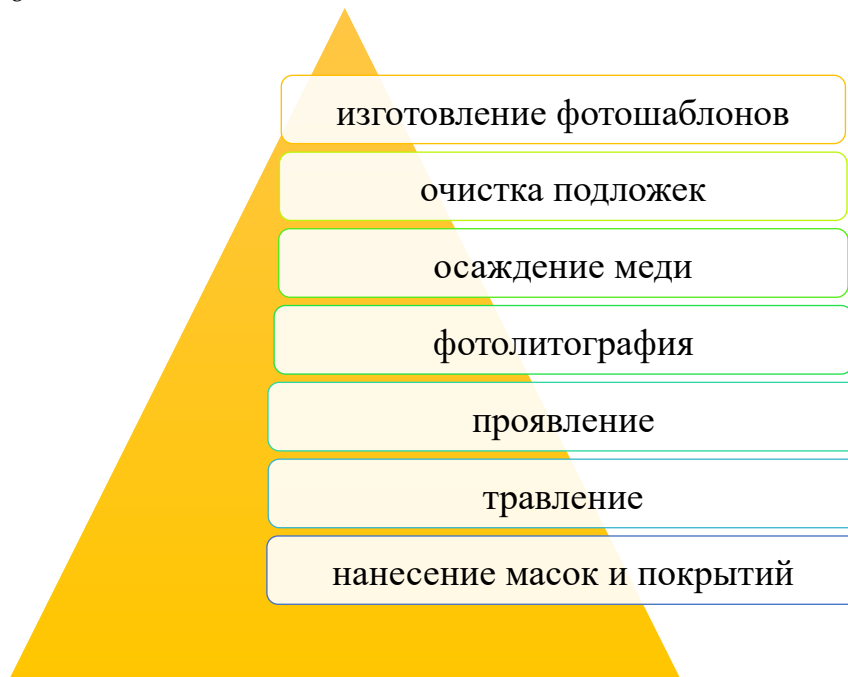 изготовление фотошаблонов
очистка подложек
осаждение меди
фотолитография
проявление
травление
нанесение масок и покрытий